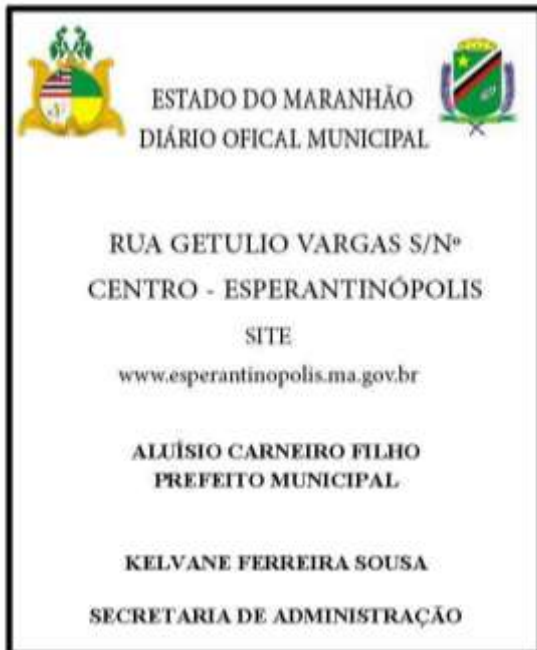 ESTADO DO MARANHÃO
DIÁRIO OFICAL MUNICIPAL
RUA GETULIO VARGAS S/Nº
CENTRO - ESPERANTINÓPOLIS
SITE
www.esperantinopolis.ma.gov.br
ALUÍSIO CARNEIRO FILHO
PREFEITO MUNICIPAL
KELVANE FERREIRA SOUSA
SECRETARIA DE ADMINISTRAÇÃO